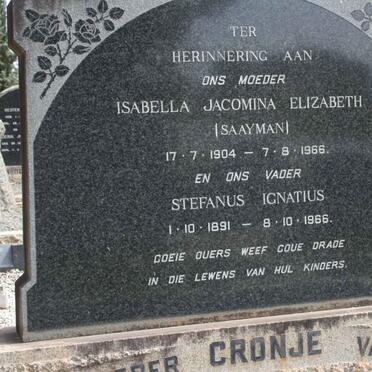 TER
HERINNERING AAN
ONS MOEDER
ISABELLA JACOMINA ELIZABETH
(SAAYMAN)
17·7·1904 — 7·8·1966.
EN ONS VADER
STEFANUS IGNATIUS
1·10·1891 — 8·10·1966.
GOEIE OUERS WEEF GOUE DRADE
IN DIE LEWENS VAN HUL KINDERS.
CRONJE